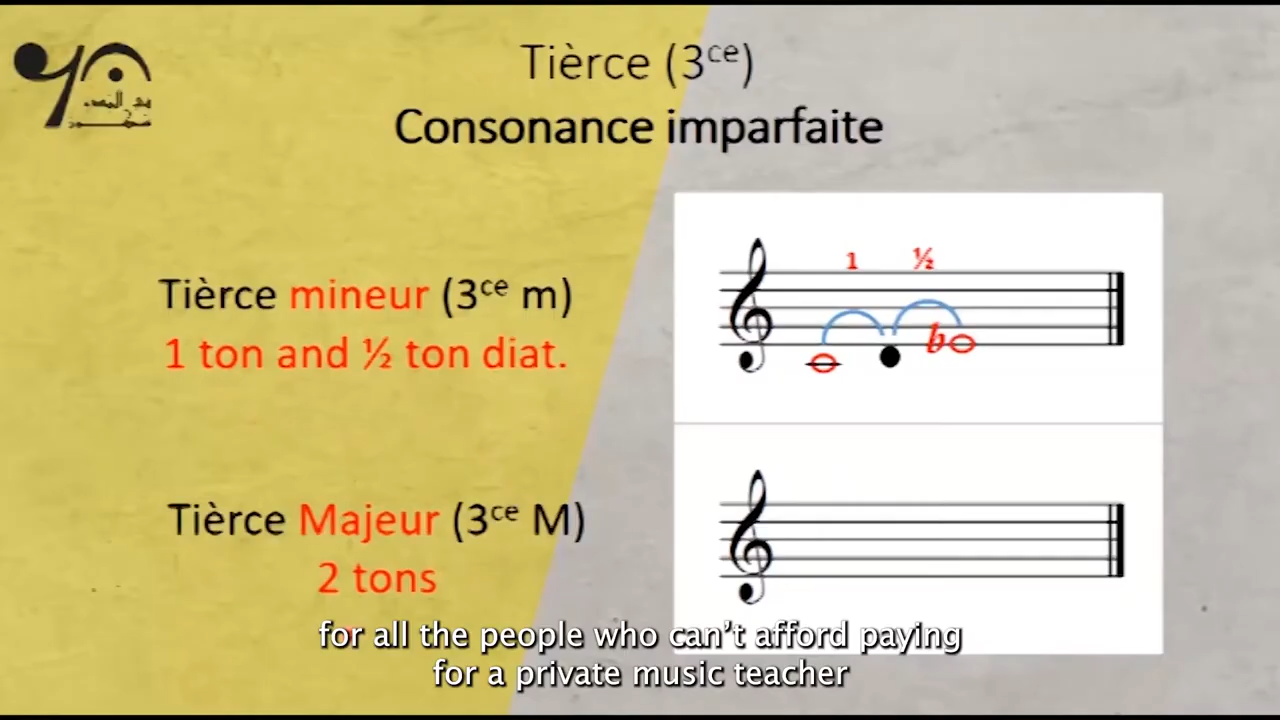 Tièrce (3ce)
Consonance imparfaite
Tièrce mineur (3ce m)
1 ton and ½ ton diat.
1 ½
b
Tièrce Majeur (3ce M)
2 tons
for all the people who can’t afford paying
for a private music teacher